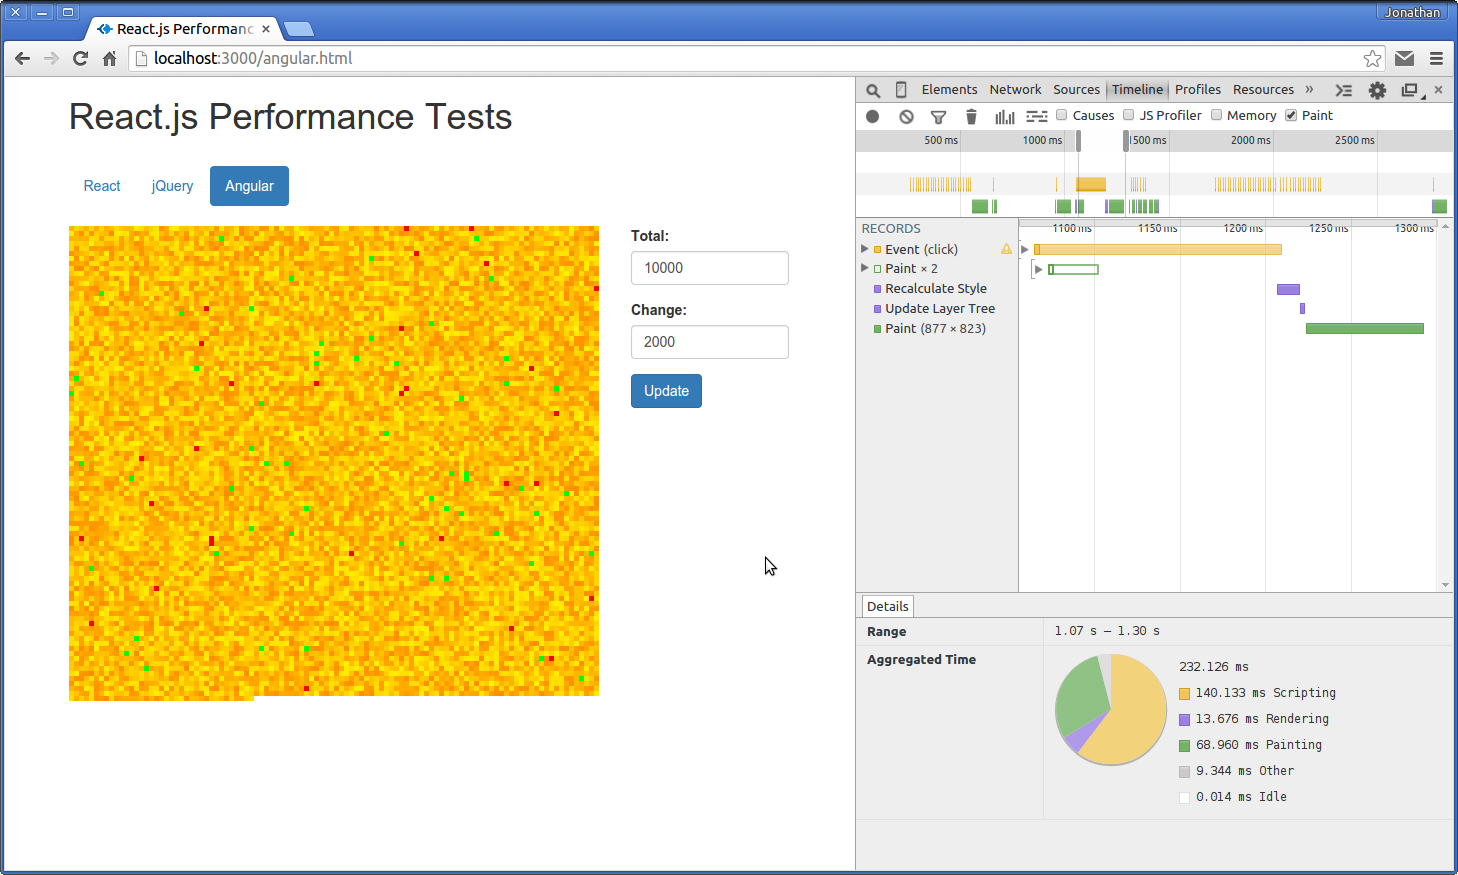 Jonathan
React.js Performanc
localhost:3000/angular.html
React.js Performance Tests
React jQuery Angular
Total:
10000
Change:
2000
Update
Elements Network Sources Timeline Profiles Resources »
Causes JS Profiler Memory Paint
500 ms 1000 ms 1500 ms 2000 ms 2500 ms
RECORDS
1100 ms 1150 ms 1200 ms 1250 ms 1300 ms
Event (click)
Paint × 2
Recalculate Style
Update Layer Tree
Paint (877 × 823)
Details
Range 1.07 s – 1.30 s
Aggregated Time
232.126 ms
140.133 ms Scripting
13.676 ms Rendering
68.960 ms Painting
9.344 ms Other
0.014 ms Idle